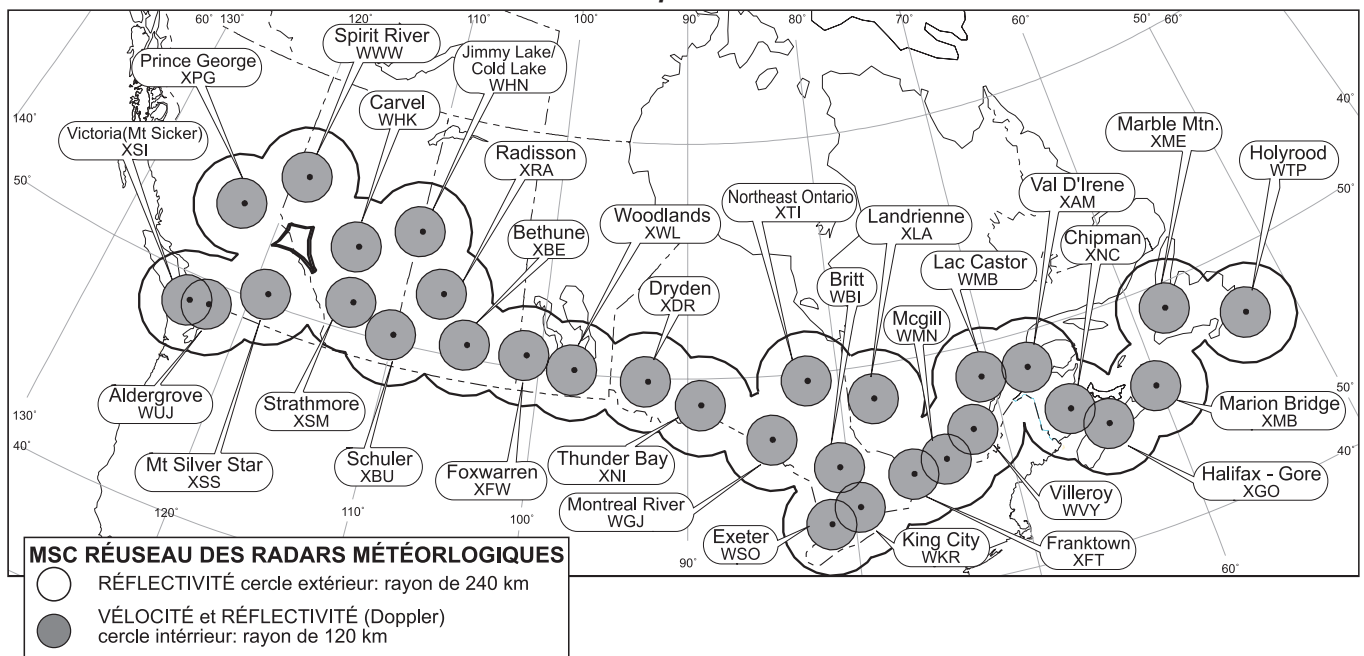 60° 130° 120° 110° 100° 90° 80° 70° 60° 50° 60°
Spirit River
WWW
Jimmy Lake/
Cold Lake
WHN
Prince George
XPG
Carvel
WHK
Marble Mtn.
XME
40°
140°
Victoria(Mt Sicker)
XSI
Radisson
XRA
Holyrood
WTP
Val D'Irene
XAM
50°
Northeast Ontario
XTI
Landrienne
XLA
Woodlands
XWL
Bethune
XBE
Chipman
XNC
50°
Lac Castor
WMB
Britt
WBI
Dryden
XDR
Mcgill
WMN
Aldergrove
WUJ
Strathmore
XSM
Marion Bridge
XMB
130°
40°
40°
Mt Silver Star
XSS
Schuler
XBU
Foxwarren
XFW
Thunder Bay
XNI
Halifax - Gore
XGO
Montreal River
WGJ
Villeroy
WVY
120°
110°
100°
90°
Exeter
WSO
King City
WKR
Franktown
XFT
60°
MSC RÉUSEAU DES RADARS MÉTÉORLOGIQUES
RÉFLECTIVITÉ cercle extérieur: rayon de 240 km
VÉLOCITÉ et RÉFLECTIVITÉ (Doppler)
cercle intérrieur: rayon de 120 km